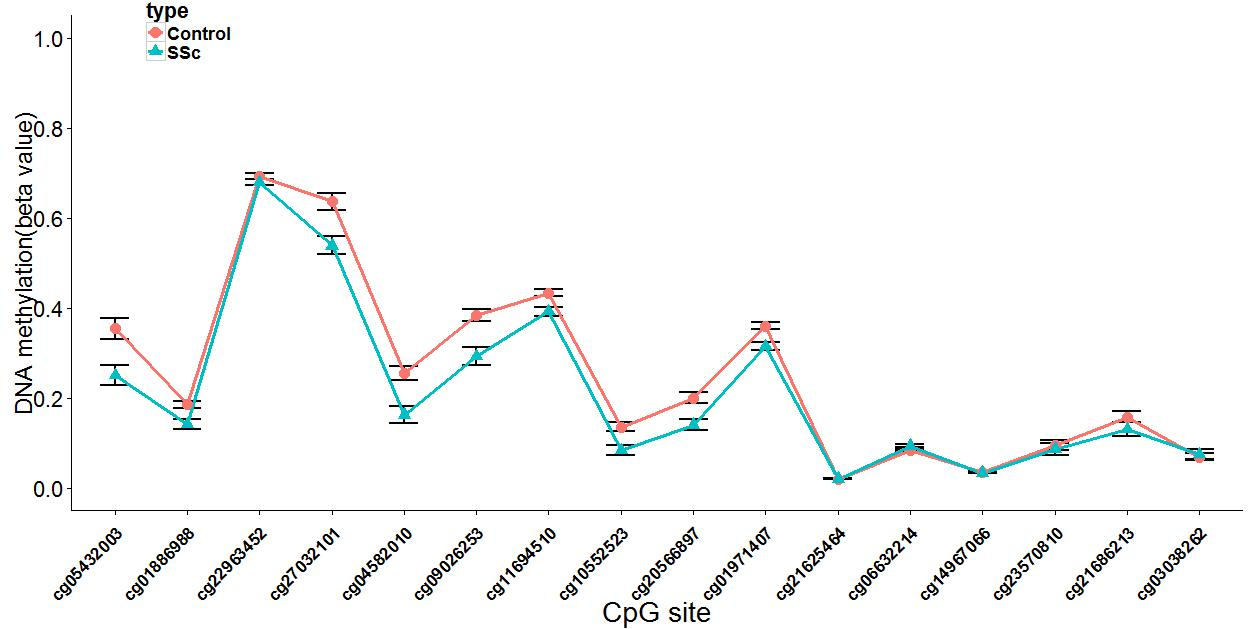 type
Control
SSc
DNA methylation(beta value)
1.0
0.8
0.6
0.4
0.2
0.0
cg05432003
cg01886988
cg22963452
cg27032101
cg04582010
cg09026253
cg11694510
cg10552523
cg20566897
cg01971407
cg21625464
cg06632214
cg14967066
cg23570810
cg21686213
cg03038262
CpG site